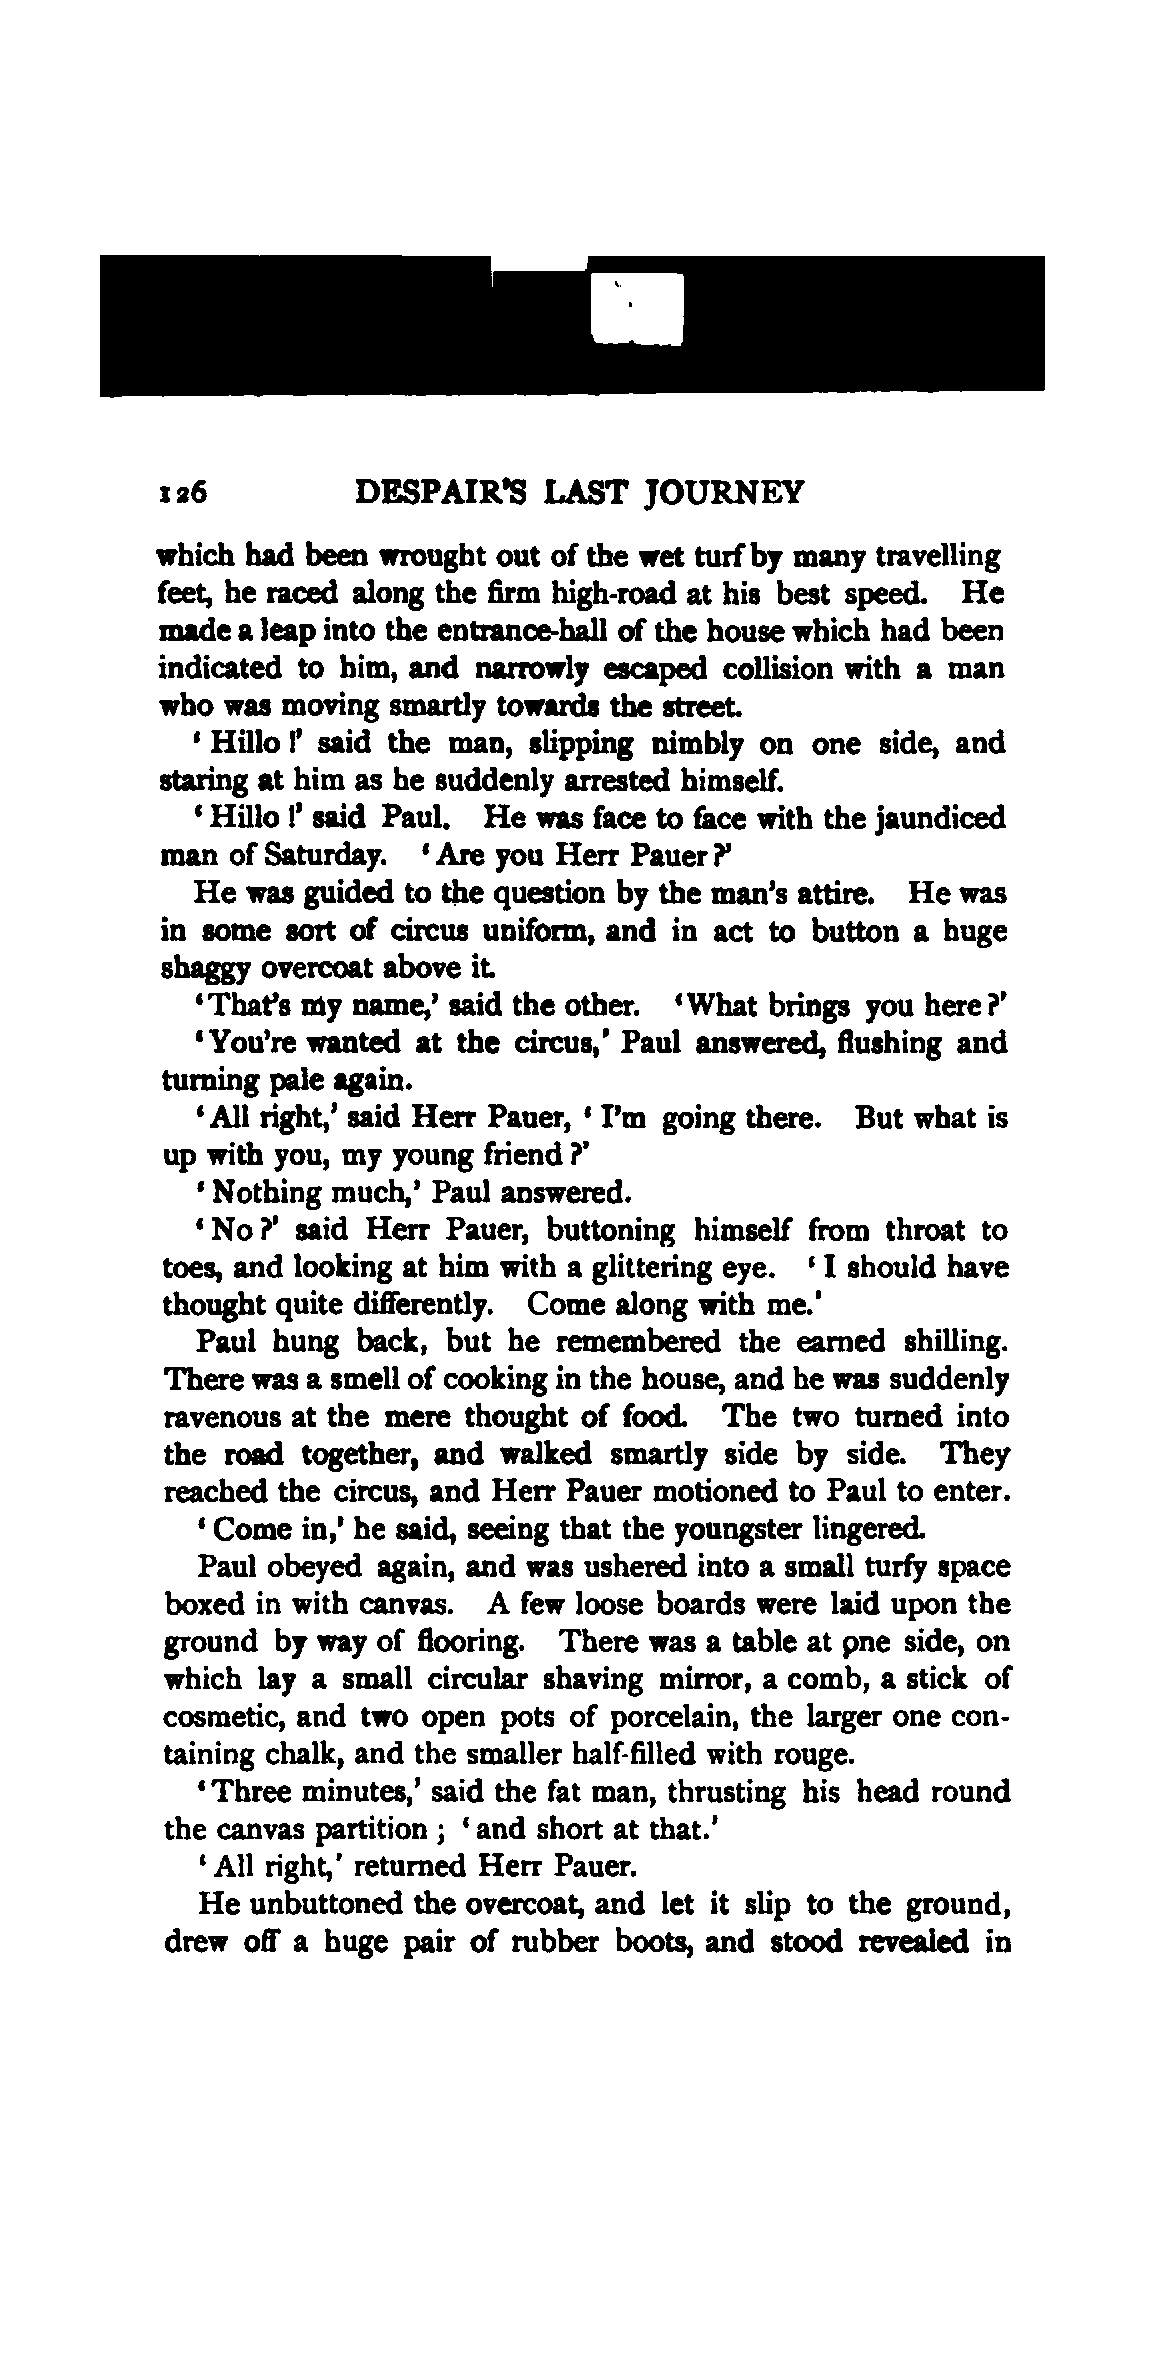 126 DESPAIR'S LAST JOURNEY
which had been wrought out of the wet turf by many travelling
feet, he raced along the firm high-road at his best speed. He
made a leap into the entrance-hall of the house which had been
indicated to him, and narrowly escaped collision with a man
who was moving smartly towards the street.
‘Hillo!’ said the man, slipping nimbly on one side, and
staring at him as he suddenly arrested himself.
‘Hillo!’ said Paul. He was face to face with the jaundiced
man of Saturday. ‘Are you Herr Pauer?’
He was guided to the question by the man's attire. He was
in some sort of circus uniform, and in act to button a huge
shaggy overcoat above it.
‘That's my name,’ said the other. ‘What brings you here?’
‘You're wanted at the circus,’ Paul answered, flushing and
turning pale again.
‘All right,’ said Herr Pauer, ‘I'm going there. But what is
up with you, my young friend?’
‘Nothing much,’ Paul answered.
‘No?’ said Herr Pauer, buttoning himself from throat to
toes, and looking at him with a glittering eye. ‘I should have
thought quite differently. Come along with me.’
Paul hung back, but he remembered the earned shilling.
There was a smell of cooking in the house, and he was suddenly
ravenous at the mere thought of food. The two turned into
the road together, and walked smartly side by side. They
reached the circus, and Herr Pauer motioned to Paul to enter.
‘Come in,’ he said, seeing that the youngster lingered.
Paul obeyed again, and was ushered into a small turfy space
boxed in with canvas. A few loose boards were laid upon the
ground by way of flooring. There was a table at one side, on
which lay a small circular shaving mirror, a comb, a stick of
cosmetic, and two open pots of porcelain, the larger one con-
taining chalk, and the smaller half-filled with rouge.
‘Three minutes,’ said the fat man, thrusting his head round
the canvas partition; ‘and short at that.’
‘All right,’ returned Herr Pauer.
He unbuttoned the overcoat, and let it slip to the ground,
drew off a huge pair of rubber boots, and stood revealed in